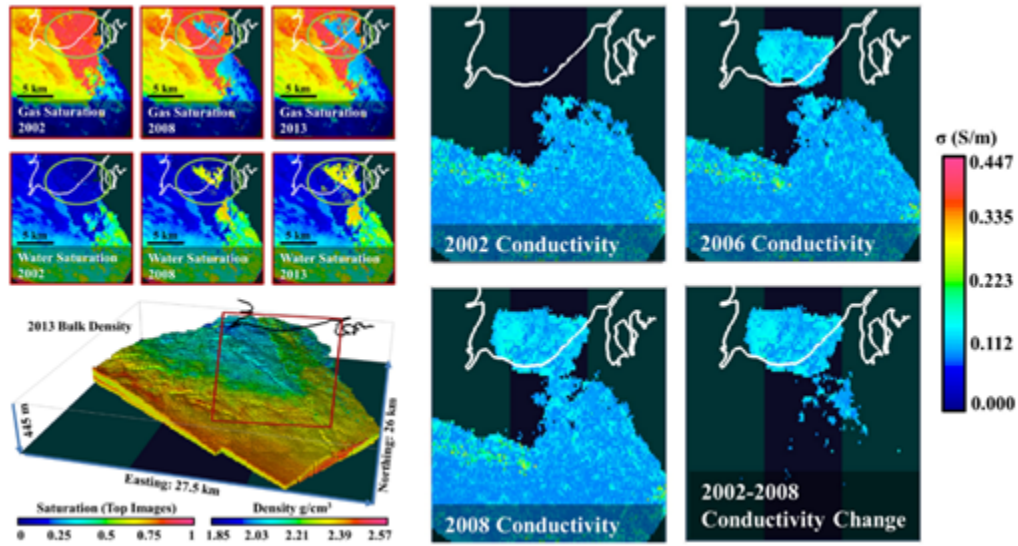 5 km
Gas Saturation
2002
5 km
Gas Saturation
2008
5 km
Gas Saturation
2013
5 km
Water Saturation
2002
5 km
Water Saturation
2008
5 km
Water Saturation
2013
2013 Bulk Density
445 m
Easting: 27.5 km
Northing: 26 km
Saturation (Top Images)
0 0.25 0.5 0.75 1
Density g/cm³
1.85 2.03 2.21 2.39 2.57
2002 Conductivity
2006 Conductivity
2008 Conductivity
2002-2008
Conductivity Change
σ (S/m)
0.447
0.335
0.223
0.112
0.000